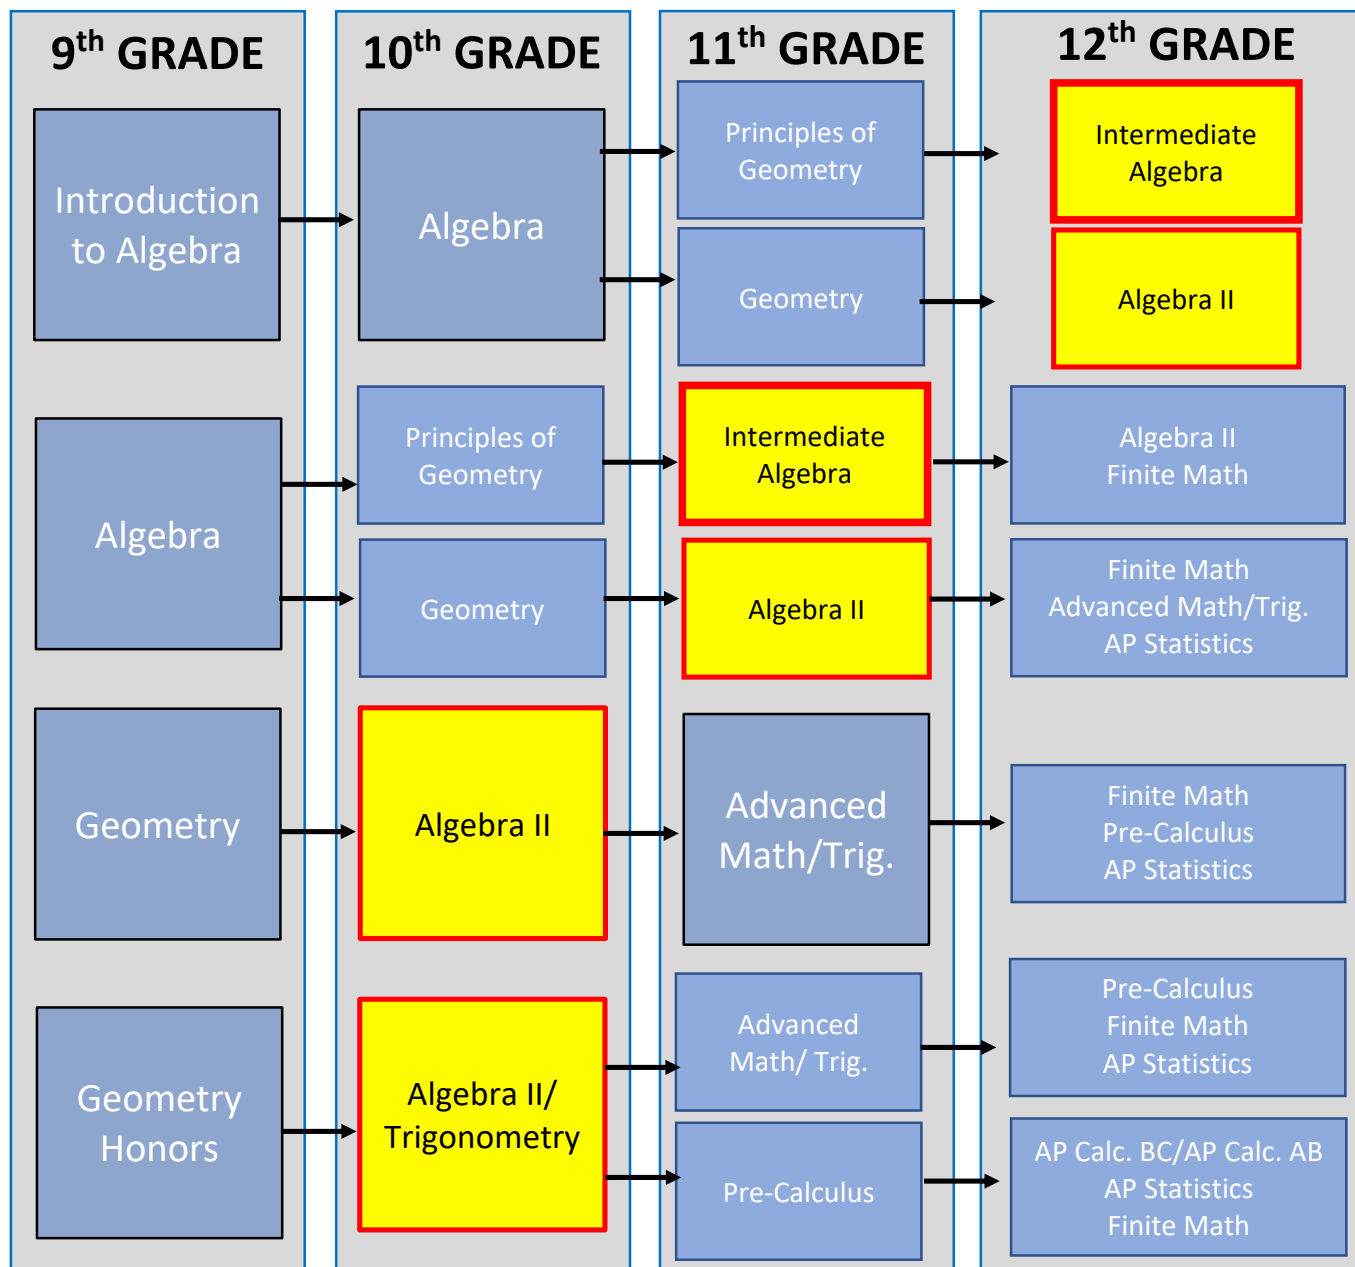 9th GRADE
Introduction
to Algebra
Algebra
Geometry
Geometry
Honors
10th GRADE
Algebra
Principles of
Geometry
Geometry
Algebra II
Algebra II/
Trigonometry
11th GRADE
Principles of
Geometry
Geometry
Intermediate
Algebra
Algebra II
Advanced
Math/Trig.
Advanced
Math/ Trig.
Pre-Calculus
12th GRADE
Intermediate
Algebra
Algebra II
Algebra II
Finite Math
Finite Math
Advanced Math/Trig.
AP Statistics
Finite Math
Pre-Calculus
AP Statistics
Pre-Calculus
Finite Math
AP Statistics
AP Calc. BC/AP Calc. AB
AP Statistics
Finite Math